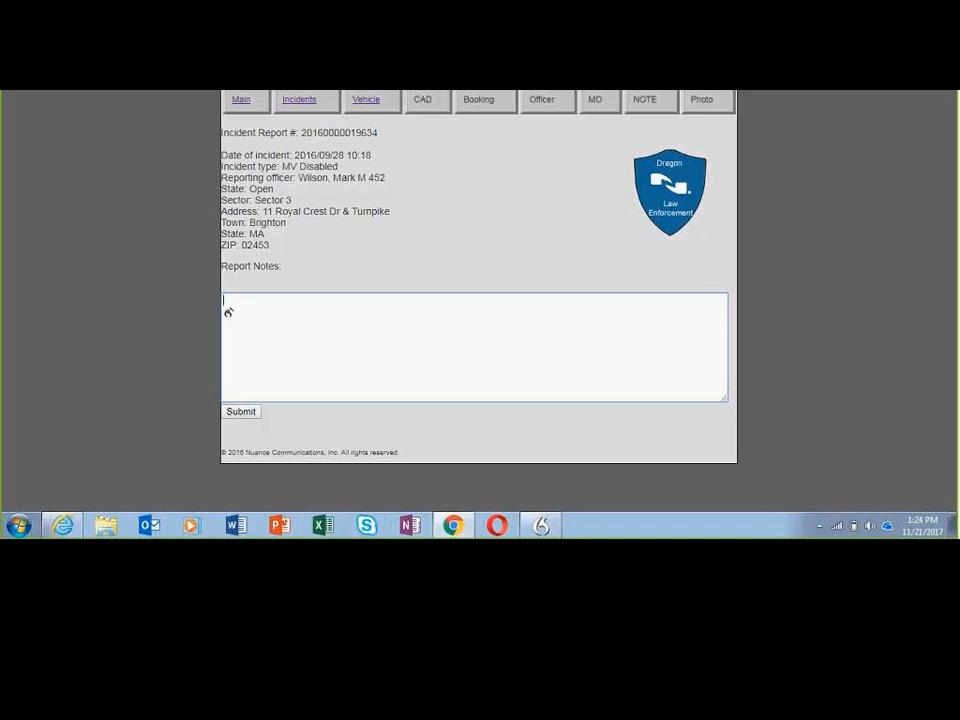 Main Incidents Vehicle CAD Booking Officer MO NOTE Photo
Incident Report #: 20160000019634
Date of incident: 2016/09/28 10:18
Incident type: MV Disabled
Reporting officer: Wilson, Mark M 452
State: Open
Sector: Sector 3
Address: 11 Royal Crest Dr & Turnpike
Town: Brighton
State: MA
ZIP: 02453
Dragon
Law
Enforcement
Report Notes:
Submit
© 2016 Nuance Communications, Inc. All rights reserved.
1:24 PM
11/21/2017